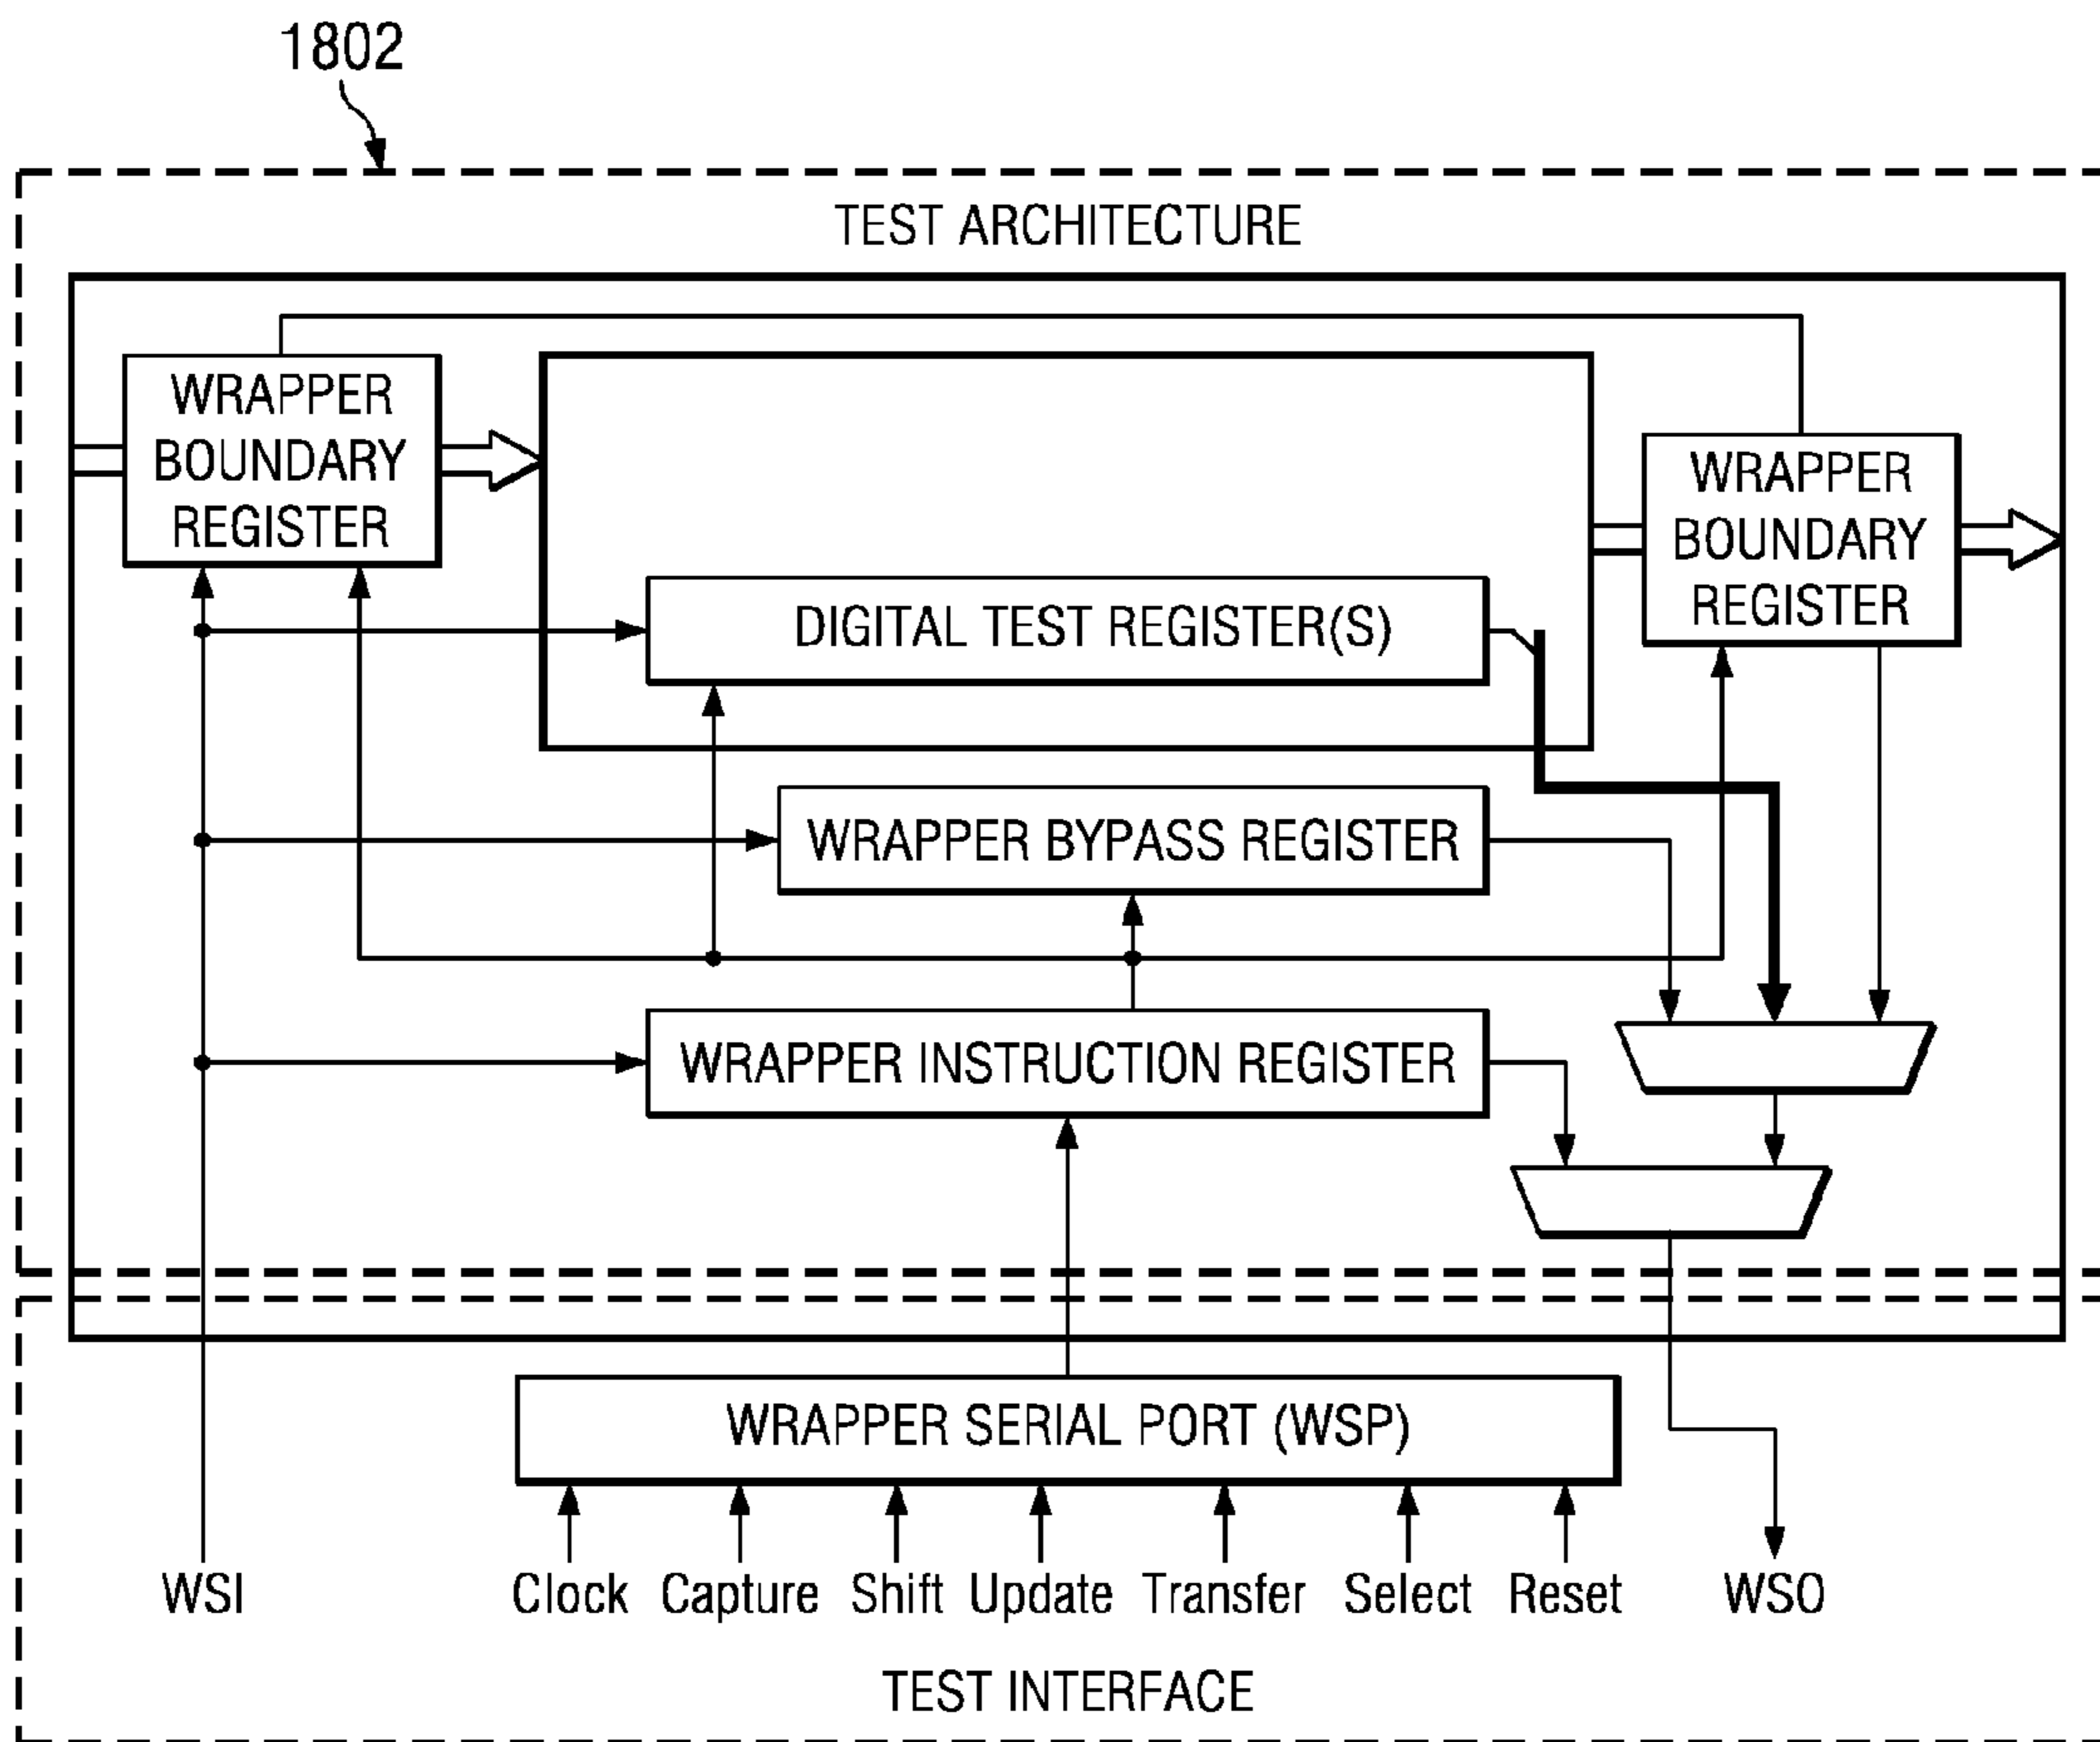 1802
TEST ARCHITECTURE
WRAPPER
BOUNDARY
REGISTER
WRAPPER
BOUNDARY
REGISTER
DIGITAL TEST REGISTER(S)
WRAPPER BYPASS REGISTER
WRAPPER INSTRUCTION REGISTER
WRAPPER SERIAL PORT (WSP)
WSI Clock Capture Shift Update Transfer Select Reset WSO
TEST INTERFACE